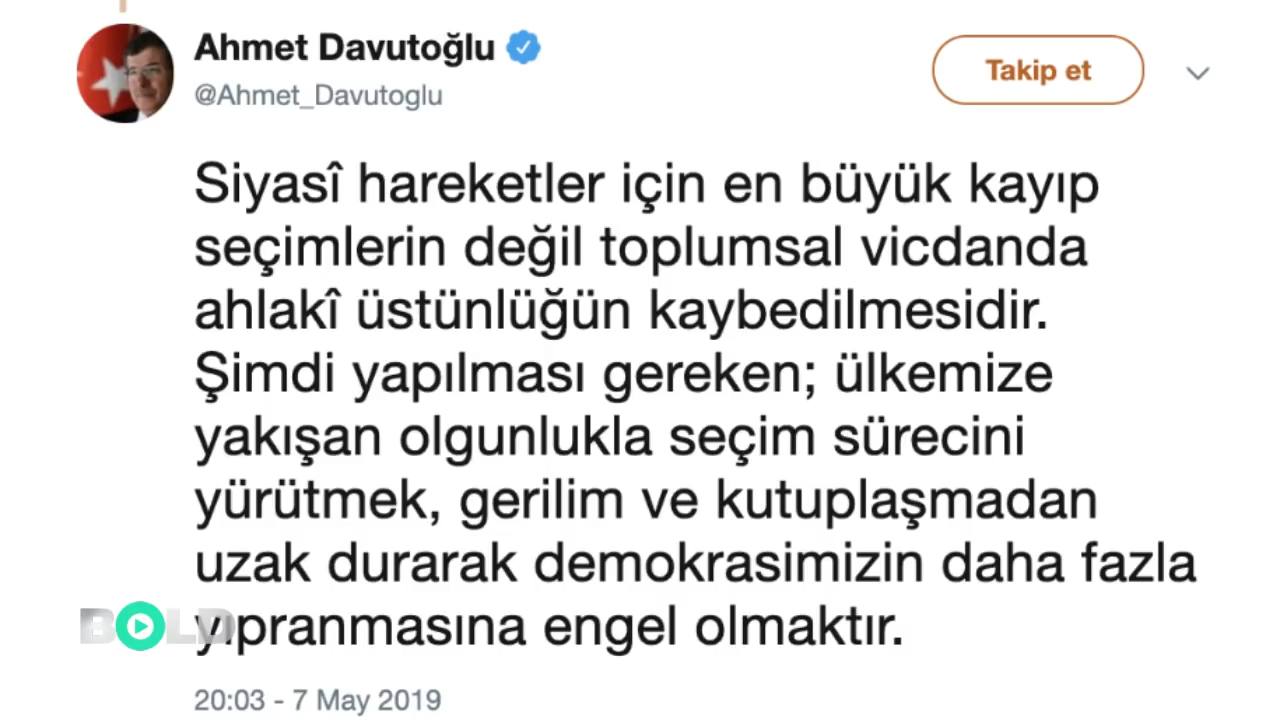 Ahmet Davutoğlu
@Ahmet_Davutoglu
Takip et
Siyasî hareketler için en büyük kayıp
seçimlerin değil toplumsal vicdanda
ahlakî üstünlüğün kaybedilmesidir.
Şimdi yapılması gereken; ülkemize
yakışan olgunlukla seçim sürecini
yürütmek, gerilim ve kutuplaşmadan
uzak durarak demokrasimizin daha fazla
yıpranmasına engel olmaktır.
BOLD
20:03 - 7 May 2019